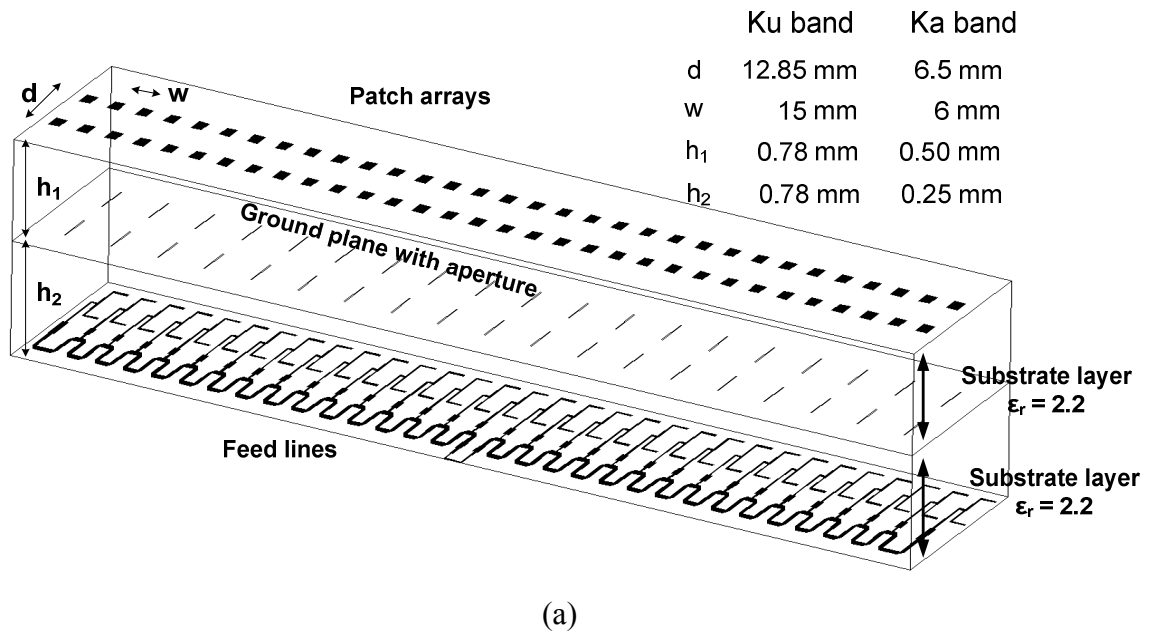 Ku band Ka band
d 12.85 mm 6.5 mm
w 15 mm 6 mm
h₁ 0.78 mm 0.50 mm
h₂ 0.78 mm 0.25 mm
d
w
Patch arrays
h₁
Ground plane with aperture
h₂
Substrate layer
εᵣ = 2.2
Feed lines
Substrate layer
εᵣ = 2.2
(a)